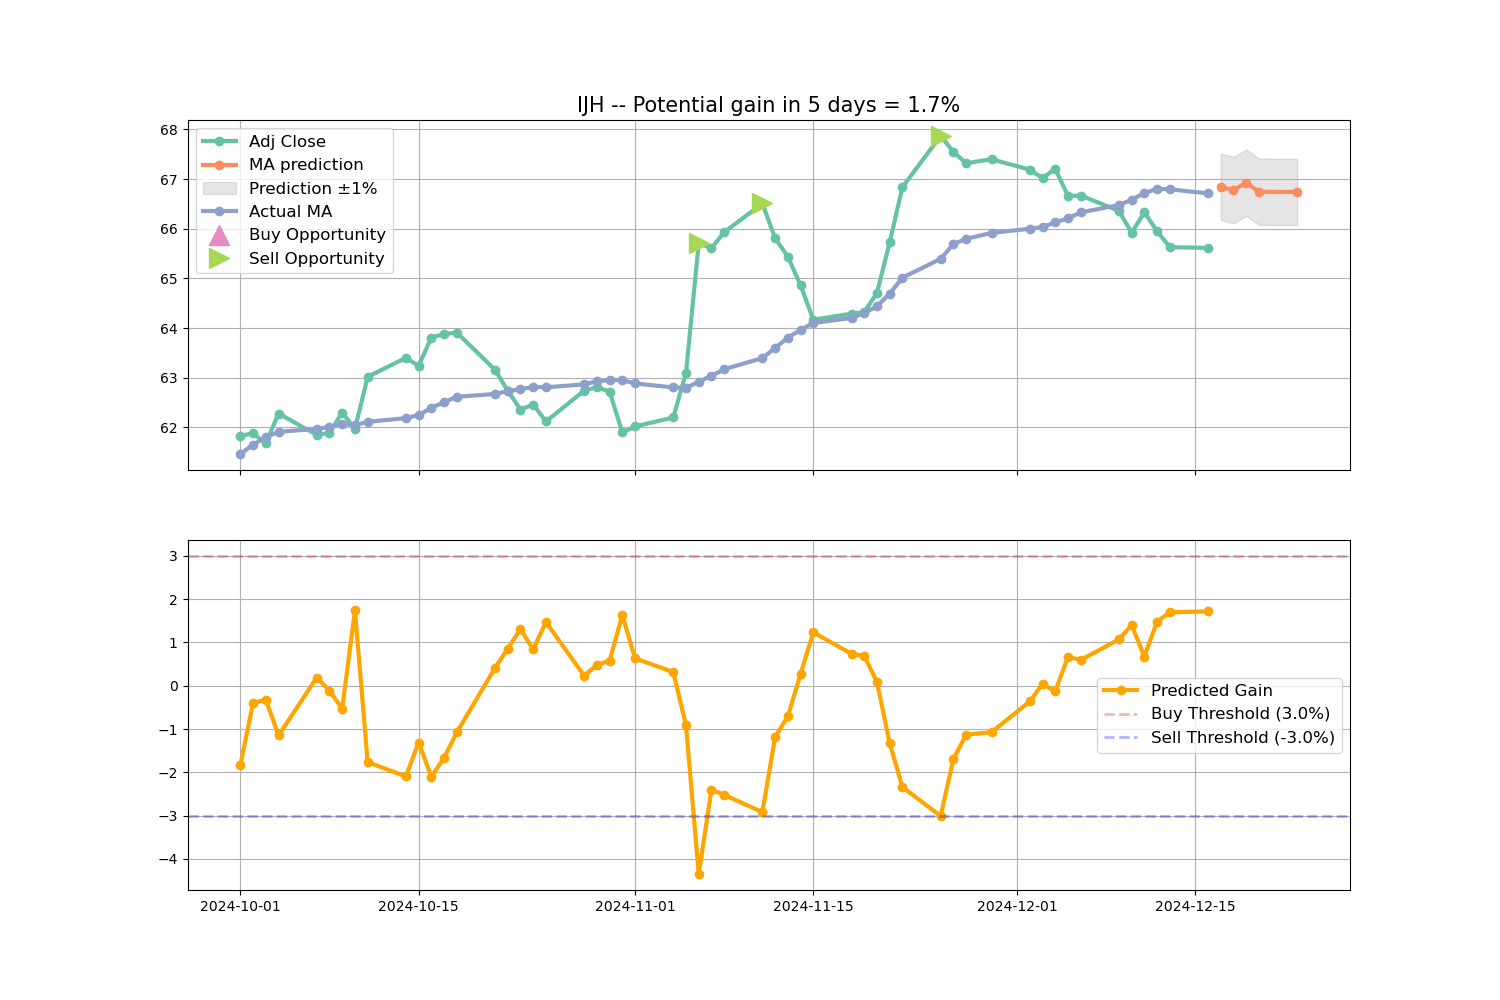 IJH -- Potential gain in 5 days = 1.7%
68
67
66
65
64
63
62
Adj Close
MA prediction
Prediction ±1%
Actual MA
Buy Opportunity
Sell Opportunity
3
2
1
0
−1
−2
−3
−4
Predicted Gain
Buy Threshold (3.0%)
Sell Threshold (-3.0%)
2024-10-01
2024-10-15
2024-11-01
2024-11-15
2024-12-01
2024-12-15